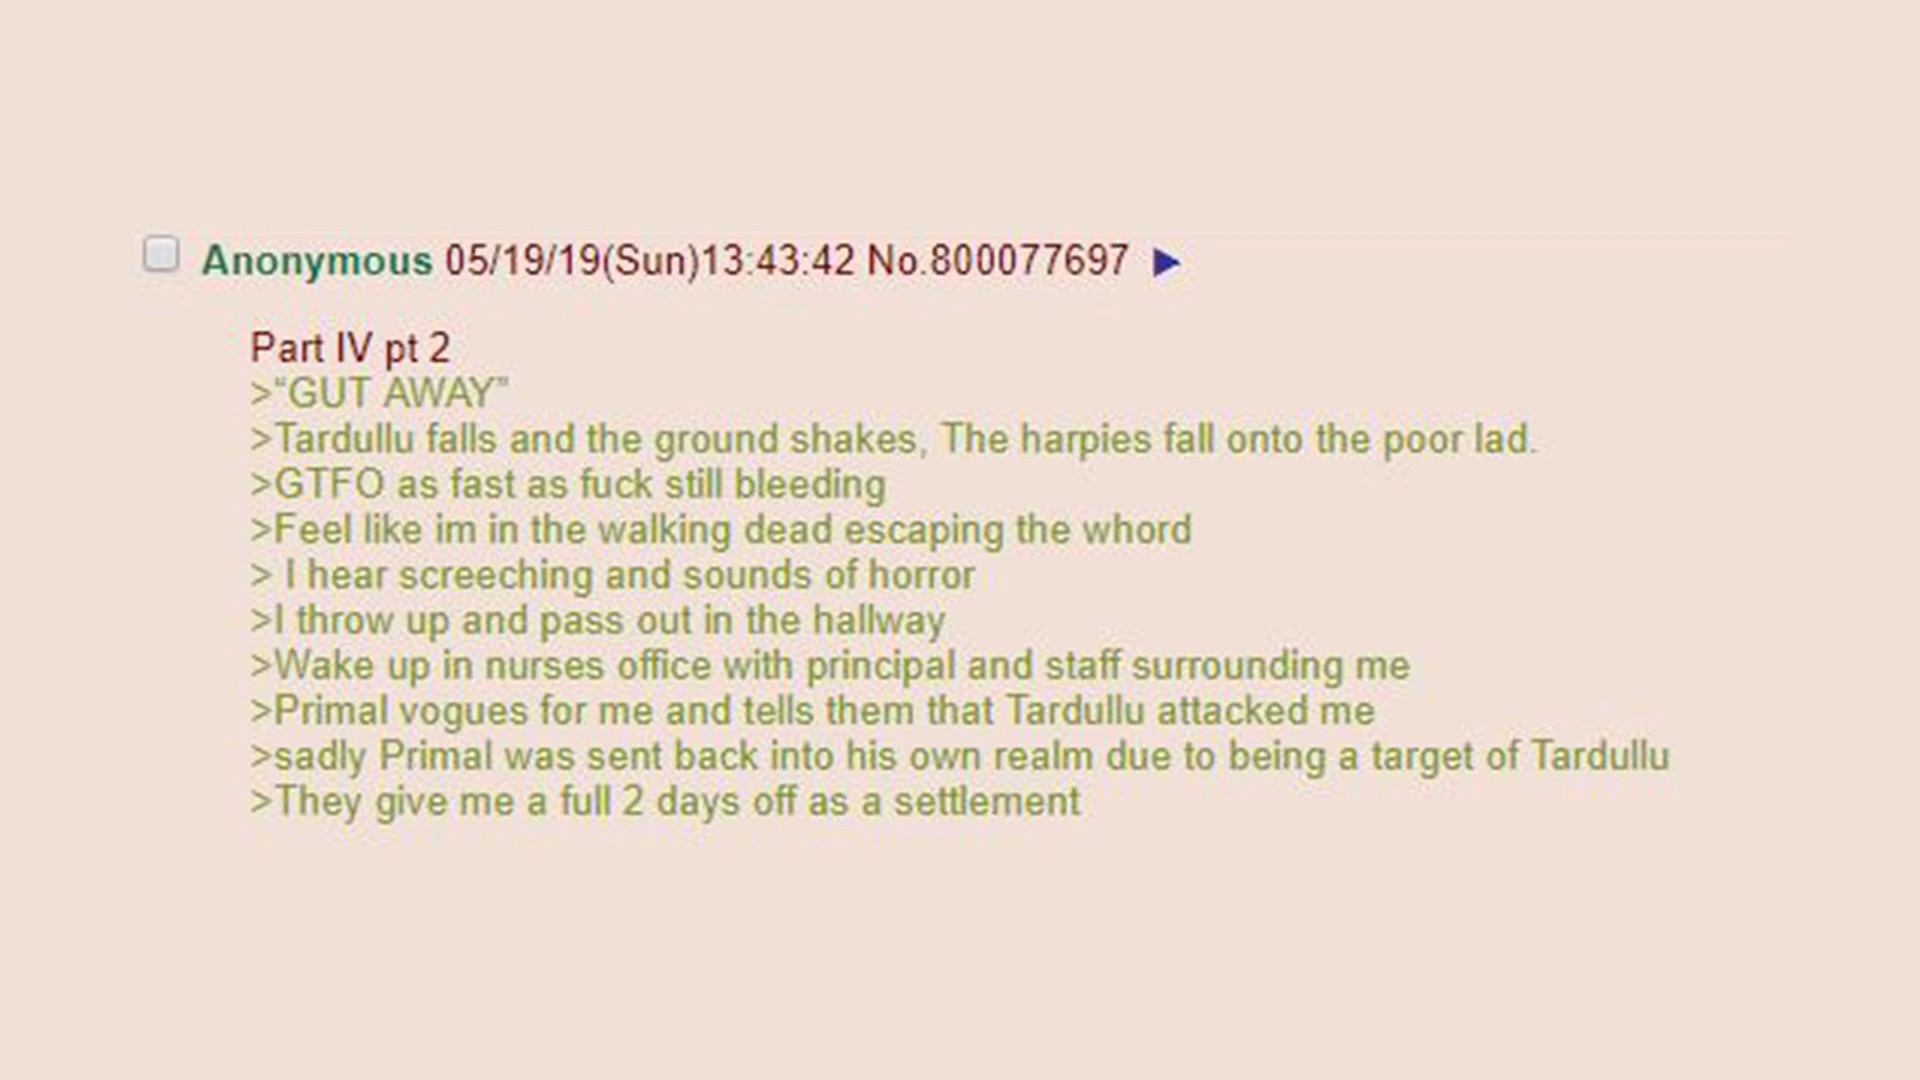 Anonymous 05/19/19(Sun)13:43:42 No.800077697 ▶
Part IV pt 2
>“GUT AWAY”
>Tardullu falls and the ground shakes, The harpies fall onto the poor lad.
>GTFO as fast as fuck still bleeding
>Feel like im in the walking dead escaping the whord
> I hear screeching and sounds of horror
>I throw up and pass out in the hallway
>Wake up in nurses office with principal and staff surrounding me
>Primal vogues for me and tells them that Tardullu attacked me
>sadly Primal was sent back into his own realm due to being a target of Tardullu
>They give me a full 2 days off as a settlement